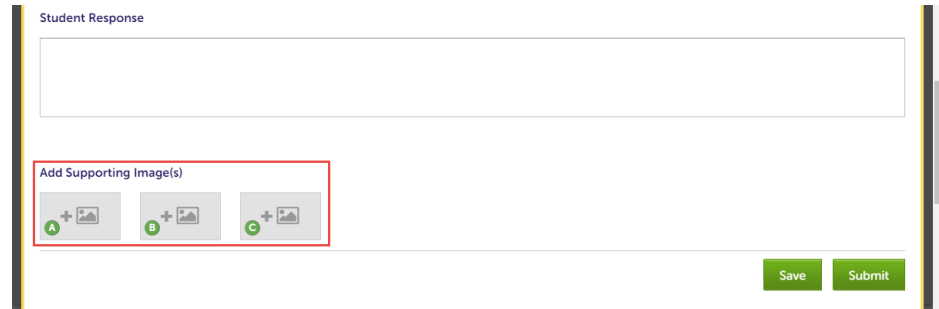 Student Response
Add Supporting Image(s)
A B C
Save Submit